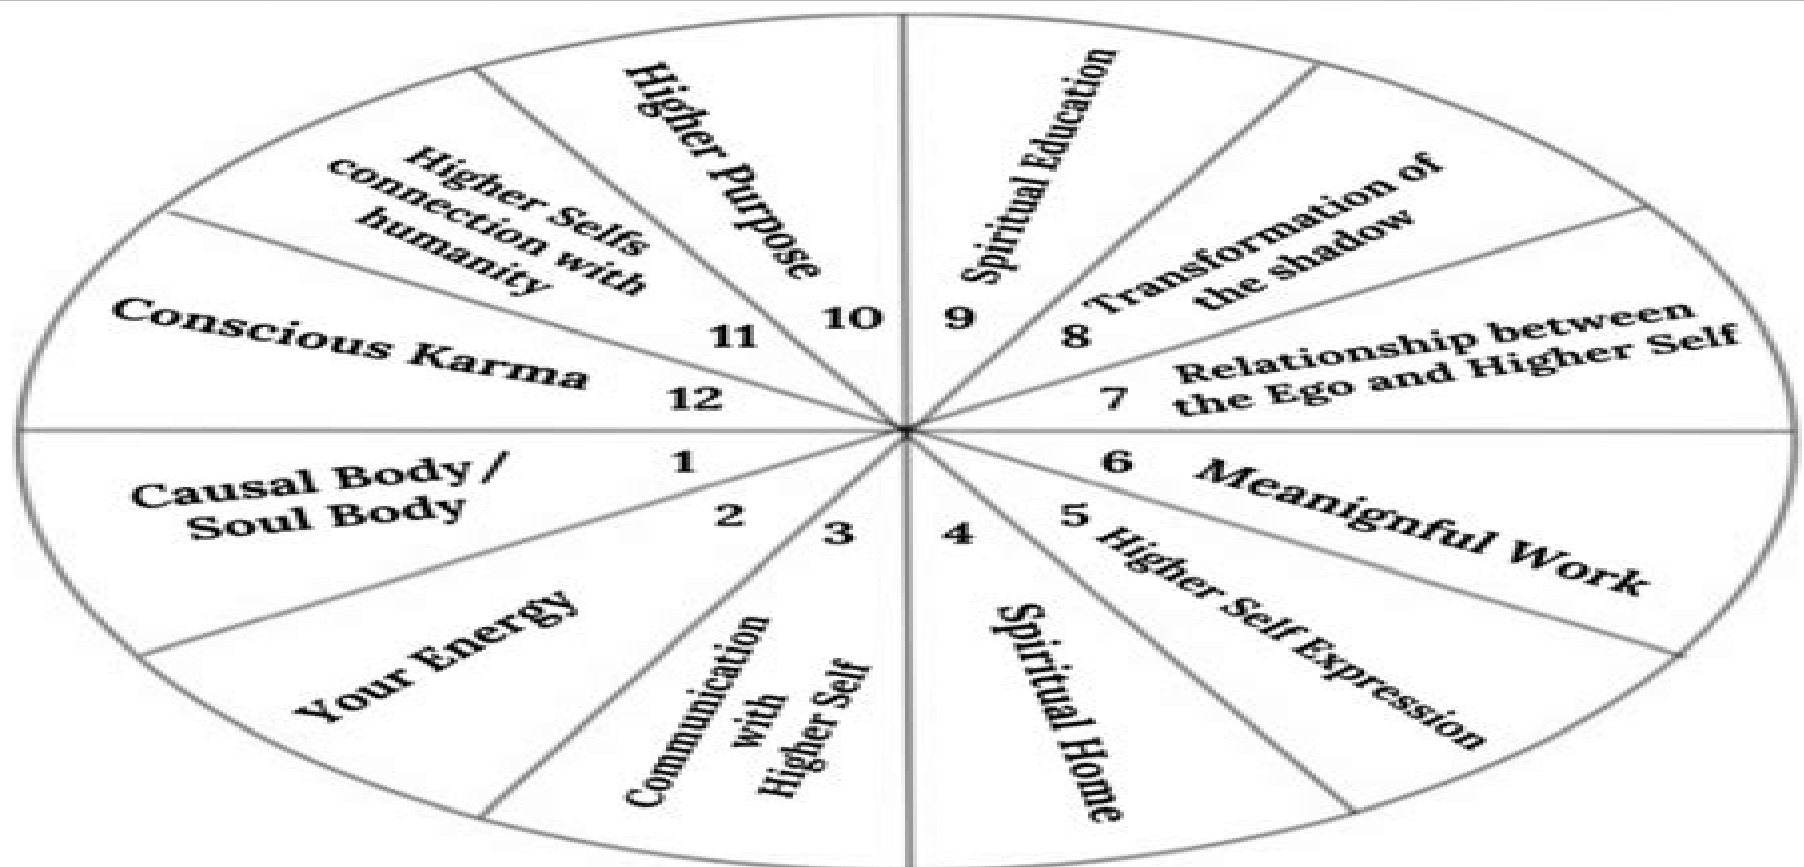 1
Causal Body /
Soul Body
2
Your Energy
3
Communication
with
Higher Self
4
Spiritual Home
5
Higher Self Expression
6
Meanignful Work
7
Relationship between
the Ego and Higher Self
8
Transformation of
the shadow
9
Spiritual Education
10
Higher Purpose
11
Higher Selfs
connection with
humanity
12
Conscious Karma